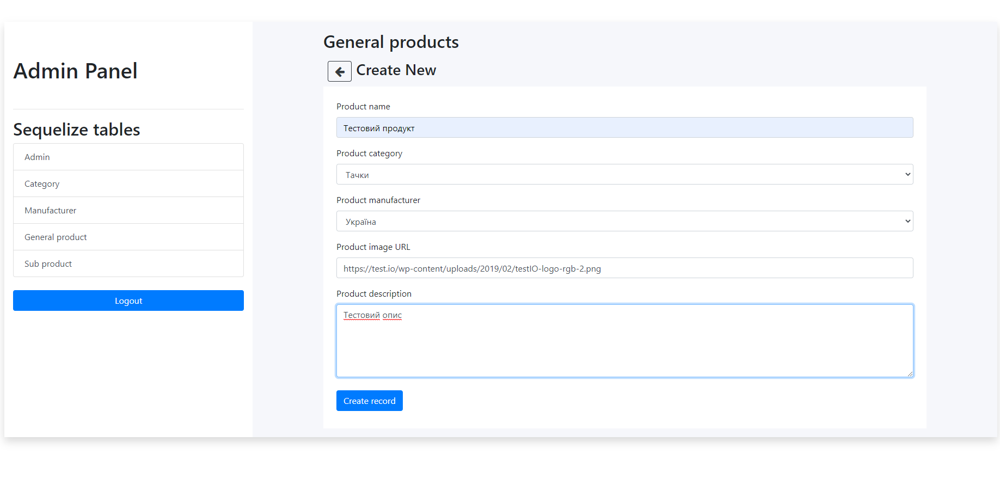 Admin Panel
Sequelize tables
Admin
Category
Manufacturer
General product
Sub product
Logout
General products
Create New
Product name
Тестовий продукт
Product category
Тачки
Product manufacturer
Україна
Product image URL
https://test.io/wp-content/uploads/2019/02/testIO-logo-rgb-2.png
Product description
Тестовий опис
Create record